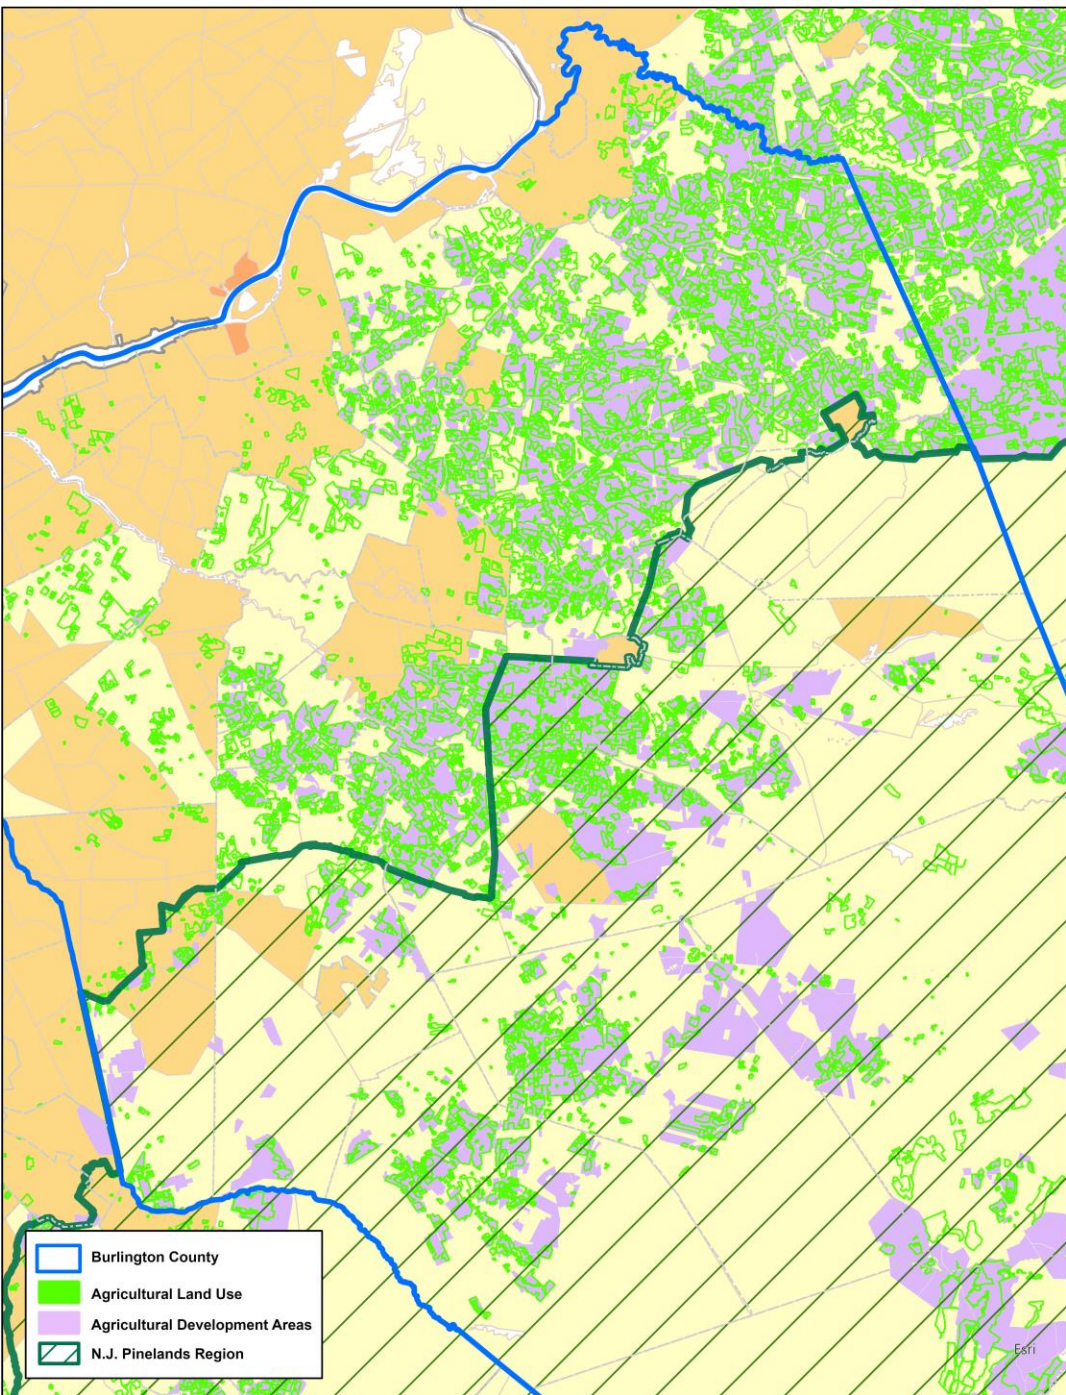 Burlington County
Agricultural Land Use
Agricultural Development Areas
N.J. Pinelands Region
Esri